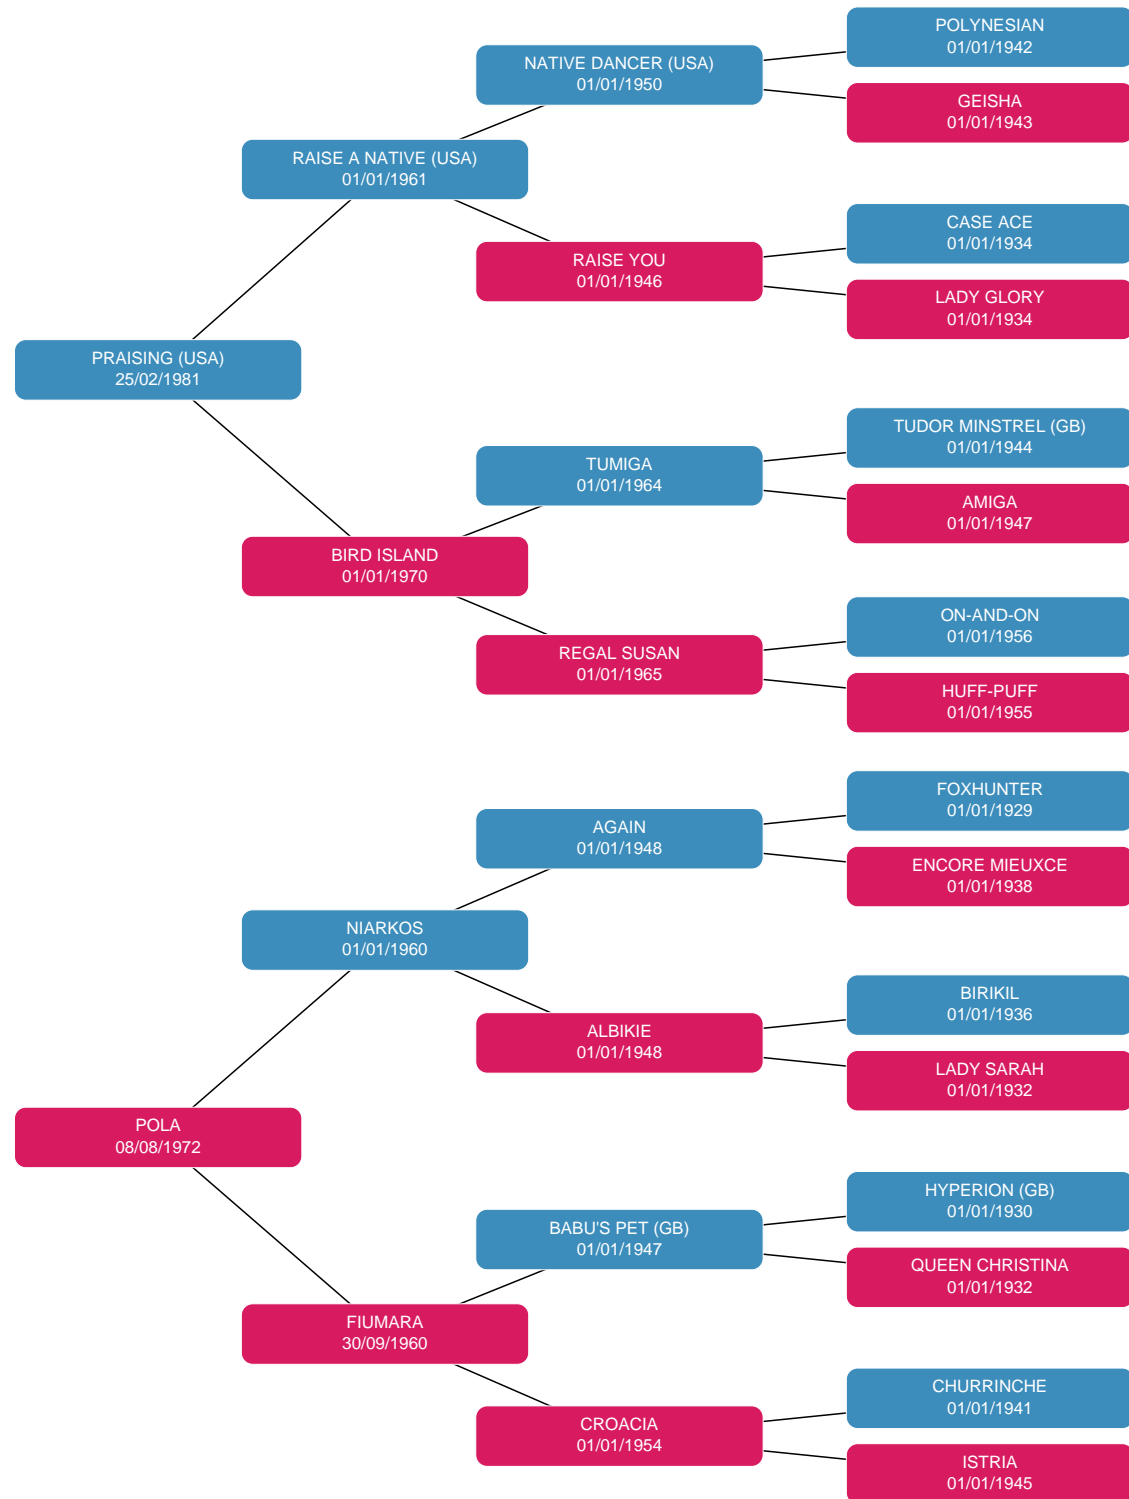 POLYNESIAN
01/01/1942
NATIVE DANCER (USA)
01/01/1950
GEISHA
01/01/1943
RAISE A NATIVE (USA)
01/01/1961
CASE ACE
01/01/1934
RAISE YOU
01/01/1946
LADY GLORY
01/01/1934
PRAISING (USA)
25/02/1981
TUDOR MINSTREL (GB)
01/01/1944
TUMIGA
01/01/1964
AMIGA
01/01/1947
BIRD ISLAND
01/01/1970
ON-AND-ON
01/01/1956
REGAL SUSAN
01/01/1965
HUFF-PUFF
01/01/1955
FOXHUNTER
01/01/1929
AGAIN
01/01/1948
ENCORE MIEUXCE
01/01/1938
NIARKOS
01/01/1960
BIRIKIL
01/01/1936
ALBIKIE
01/01/1948
LADY SARAH
01/01/1932
POLA
08/08/1972
HYPERION (GB)
01/01/1930
BABU'S PET (GB)
01/01/1947
QUEEN CHRISTINA
01/01/1932
FIUMARA
30/09/1960
CHURRINCHE
01/01/1941
CROACIA
01/01/1954
ISTRIA
01/01/1945